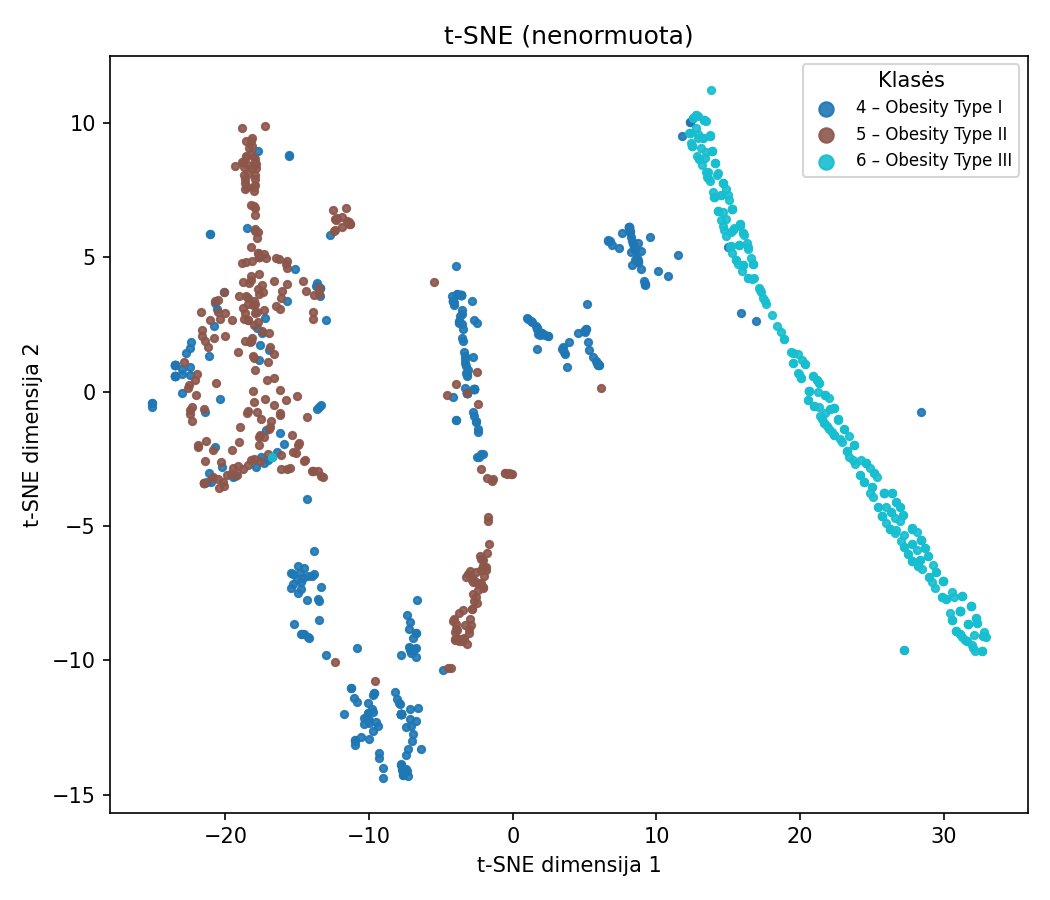 t-SNE (nenormuota)
Klasės
4 – Obesity Type I
5 – Obesity Type II
6 – Obesity Type III
t-SNE dimensija 2
10
5
0
−5
−10
−15
−20
−10
0
10
20
30
t-SNE dimensija 1